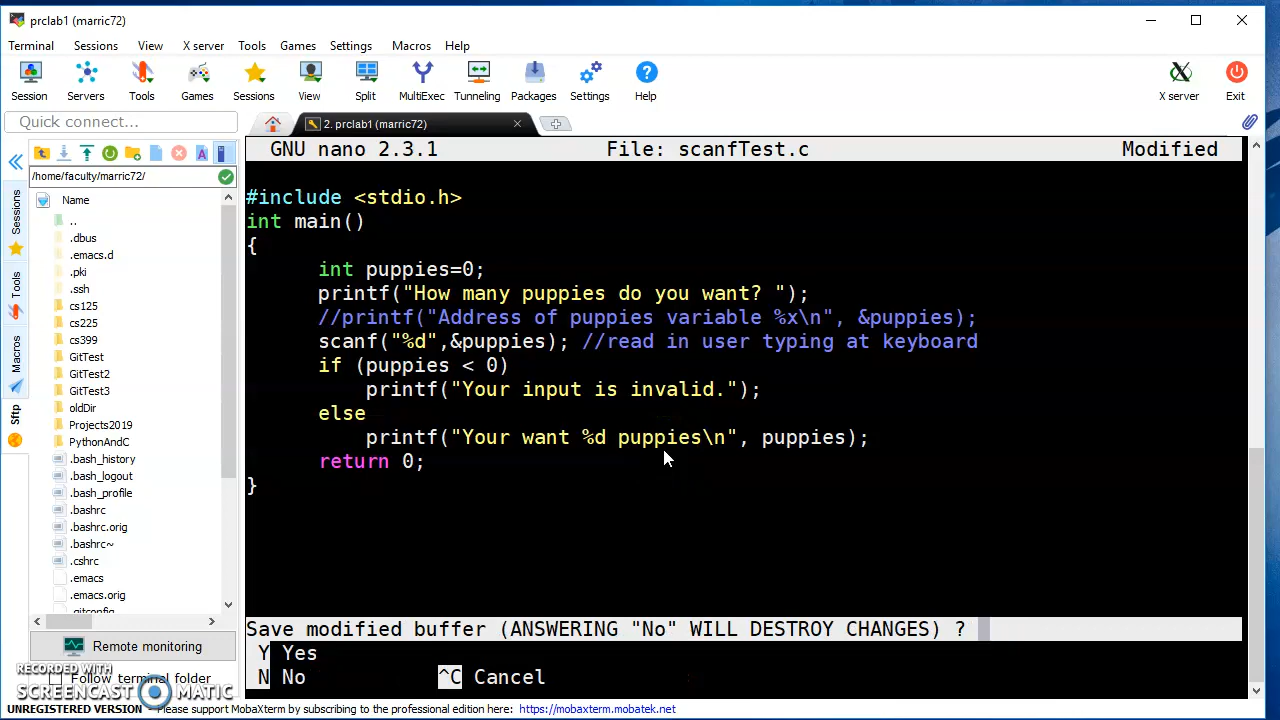 prclab1 (marric72)
Terminal Sessions View X server Tools Games Settings Macros Help
Session Servers Tools Games Sessions View Split MultiExec Tunneling Packages Settings Help X server Exit
Quick connect...
2. prclab1 (marric72)
/home/faculty/marric72/
Name
..
.dbus
.emacs.d
.pki
.ssh
cs125
cs225
cs399
GitTest
GitTest2
GitTest3
oldDir
Projects2019
PythonAndC
.bash_history
.bash_logout
.bash_profile
.bashrc
.bashrc.orig
.bashrc~
.cshrc
.emacs
.emacs.orig
.gitconfig
Remote monitoring
Follow terminal folder
Sessions
Tools
Macros
Sftp
GNU nano 2.3.1 File: scanfTest.c Modified
#include <stdio.h>
int main()
{
int puppies=0;
printf("How many puppies do you want? ");
//printf("Address of puppies variable %x\n", &puppies);
scanf("%d",&puppies); //read in user typing at keyboard
if (puppies < 0)
printf("Your input is invalid.");
else
printf("Your want %d puppies\n", puppies);
return 0;
}
Save modified buffer (ANSWERING "No" WILL DESTROY CHANGES) ?
Y Yes
N No ^C Cancel
RECORDED WITH
SCREENCAST MATIC
UNREGISTERED VERSION - Please support MobaXterm by subscribing to the professional edition here: https://mobaxterm.mobatek.net